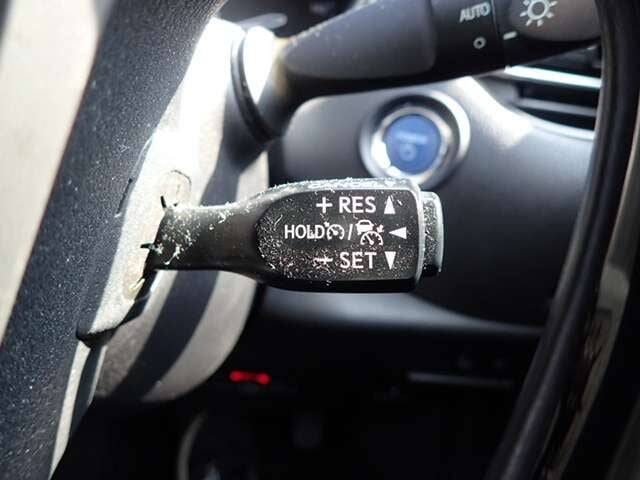 AUTO
+ RES
HOLD /
- SET